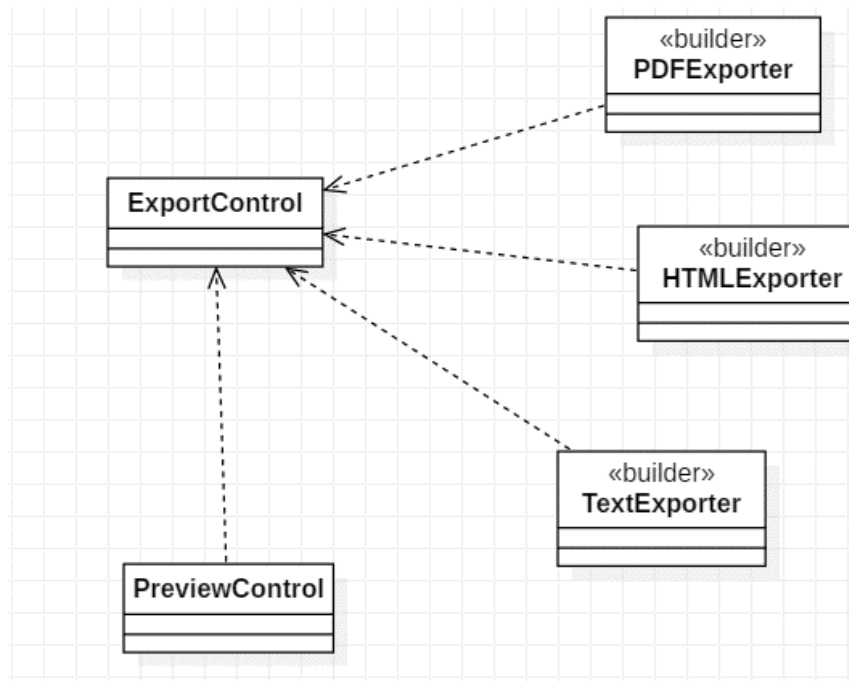 «builder»
PDFExporter
ExportControl
«builder»
HTMLExporter
«builder»
TextExporter
PreviewControl